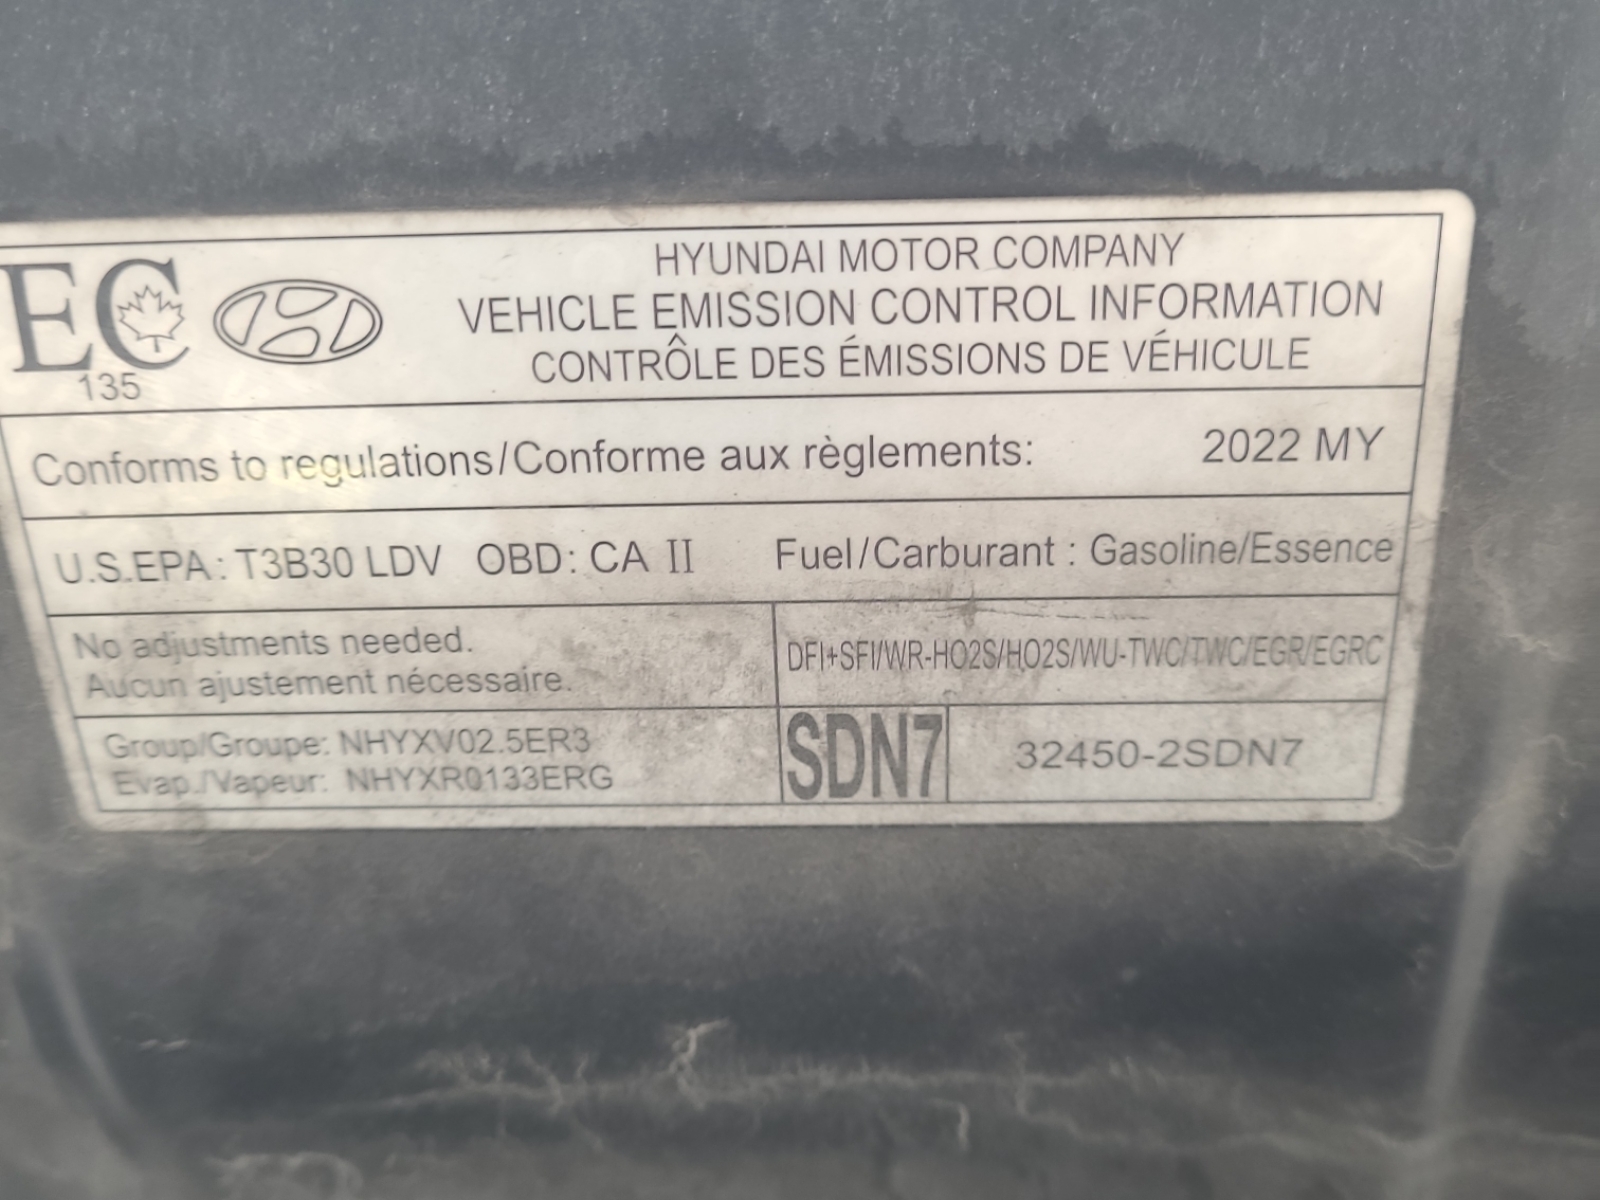 EC
135
HYUNDAI MOTOR COMPANY
VEHICLE EMISSION CONTROL INFORMATION
CONTRÔLE DES ÉMISSIONS DE VÉHICULE
Conforms to regulations/Conforme aux règlements: 2022 MY
U.S.EPA: T3B30 LDV OBD: CA II Fuel/Carburant : Gasoline/Essence
No adjustments needed.
Aucun ajustement nécessaire.
DFI+SFI/WR-HO2S/HO2S/WU-TWC/TWC/EGR/EGRC
Group/Groupe: NHYXV02.5ER3
Evap./Vapeur: NHYXR0133ERG
SDN7
32450-2SDN7